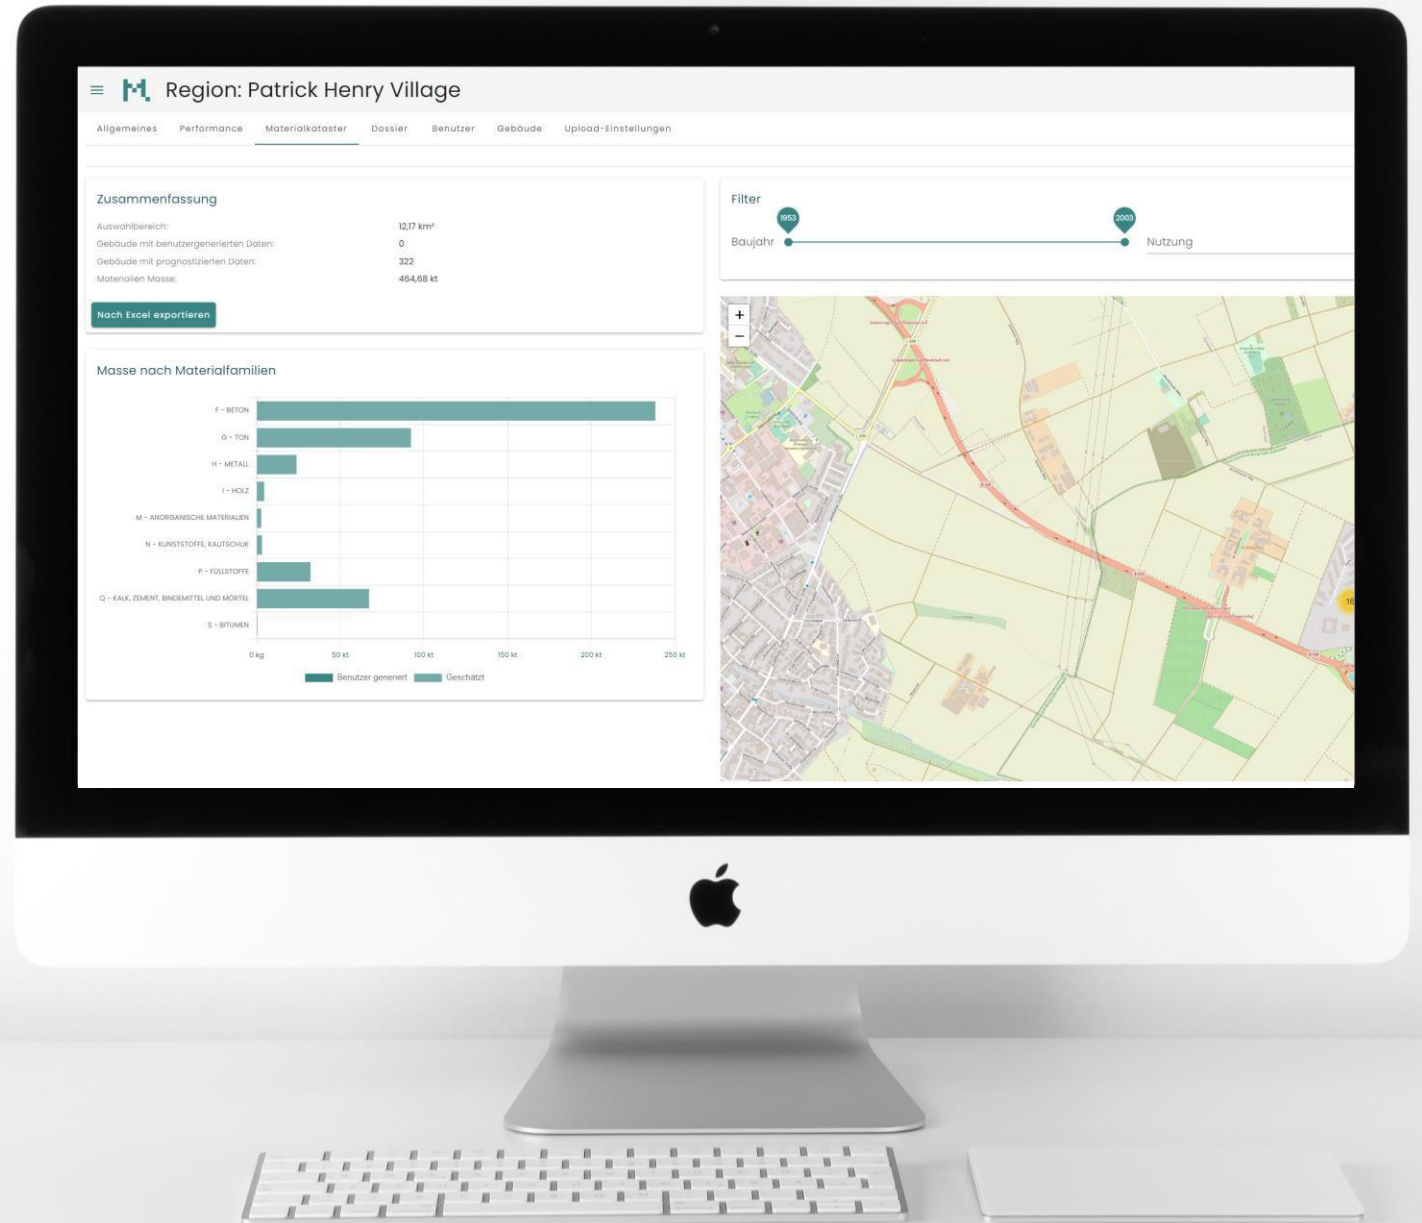 Region: Patrick Henry Village
Allgemeines Performance Materialkataster Dossier Benutzer Gebäude Upload-Einstellungen
Zusammenfassung
Auswahlbereich: 12,17 km²
Gebäude mit benutzergenerierten Daten: 0
Gebäude mit prognostizierten Daten: 322
Materialien Masse: 464,68 kt
Nach Excel exportieren
Masse nach Materialfamilien
F - BETON
G - TON
H - METALL
I - HOLZ
M - ANORGANISCHE MATERIALIEN
N - KUNSTSTOFFE, KAUTSCHUK
P - FÜLLSTOFFE
Q - KALK, ZEMENT, BINDEMITTEL UND MÖRTEL
S - BITUMEN
0 kg 50 kt 100 kt 150 kt 200 kt 250 kt
Benutzer generiert Geschätzt
Filter
1953 2003
Baujahr Nutzung
+
−
16